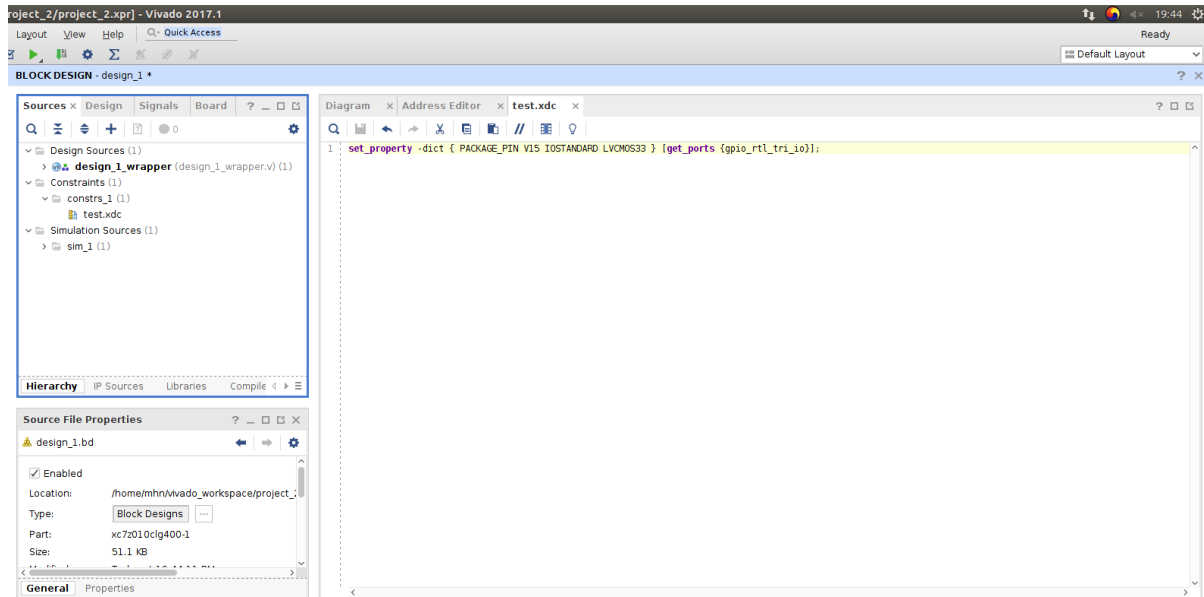 roject_2/project_2.xpr] - Vivado 2017.1 19:44
Layout View Help Quick Access Ready
Default Layout
BLOCK DESIGN - design_1 * ?
Sources Design Signals Board ?
0
Design Sources (1)
design_1_wrapper (design_1_wrapper.v) (1)
Constraints (1)
constrs_1 (1)
test.xdc
Simulation Sources (1)
sim_1 (1)
Hierarchy IP Sources Libraries Compile
Source File Properties ?
design_1.bd
Enabled
Location: /home/mhn/vivado_workspace/project_2
Type: Block Designs ...
Part: xc7z010clg400-1
Size: 51.1 KB
General Properties
Diagram Address Editor test.xdc ?
1 set_property -dict { PACKAGE_PIN V15 IOSTANDARD LVCMOS33 } [get_ports {gpio_rtl_tri_io}];